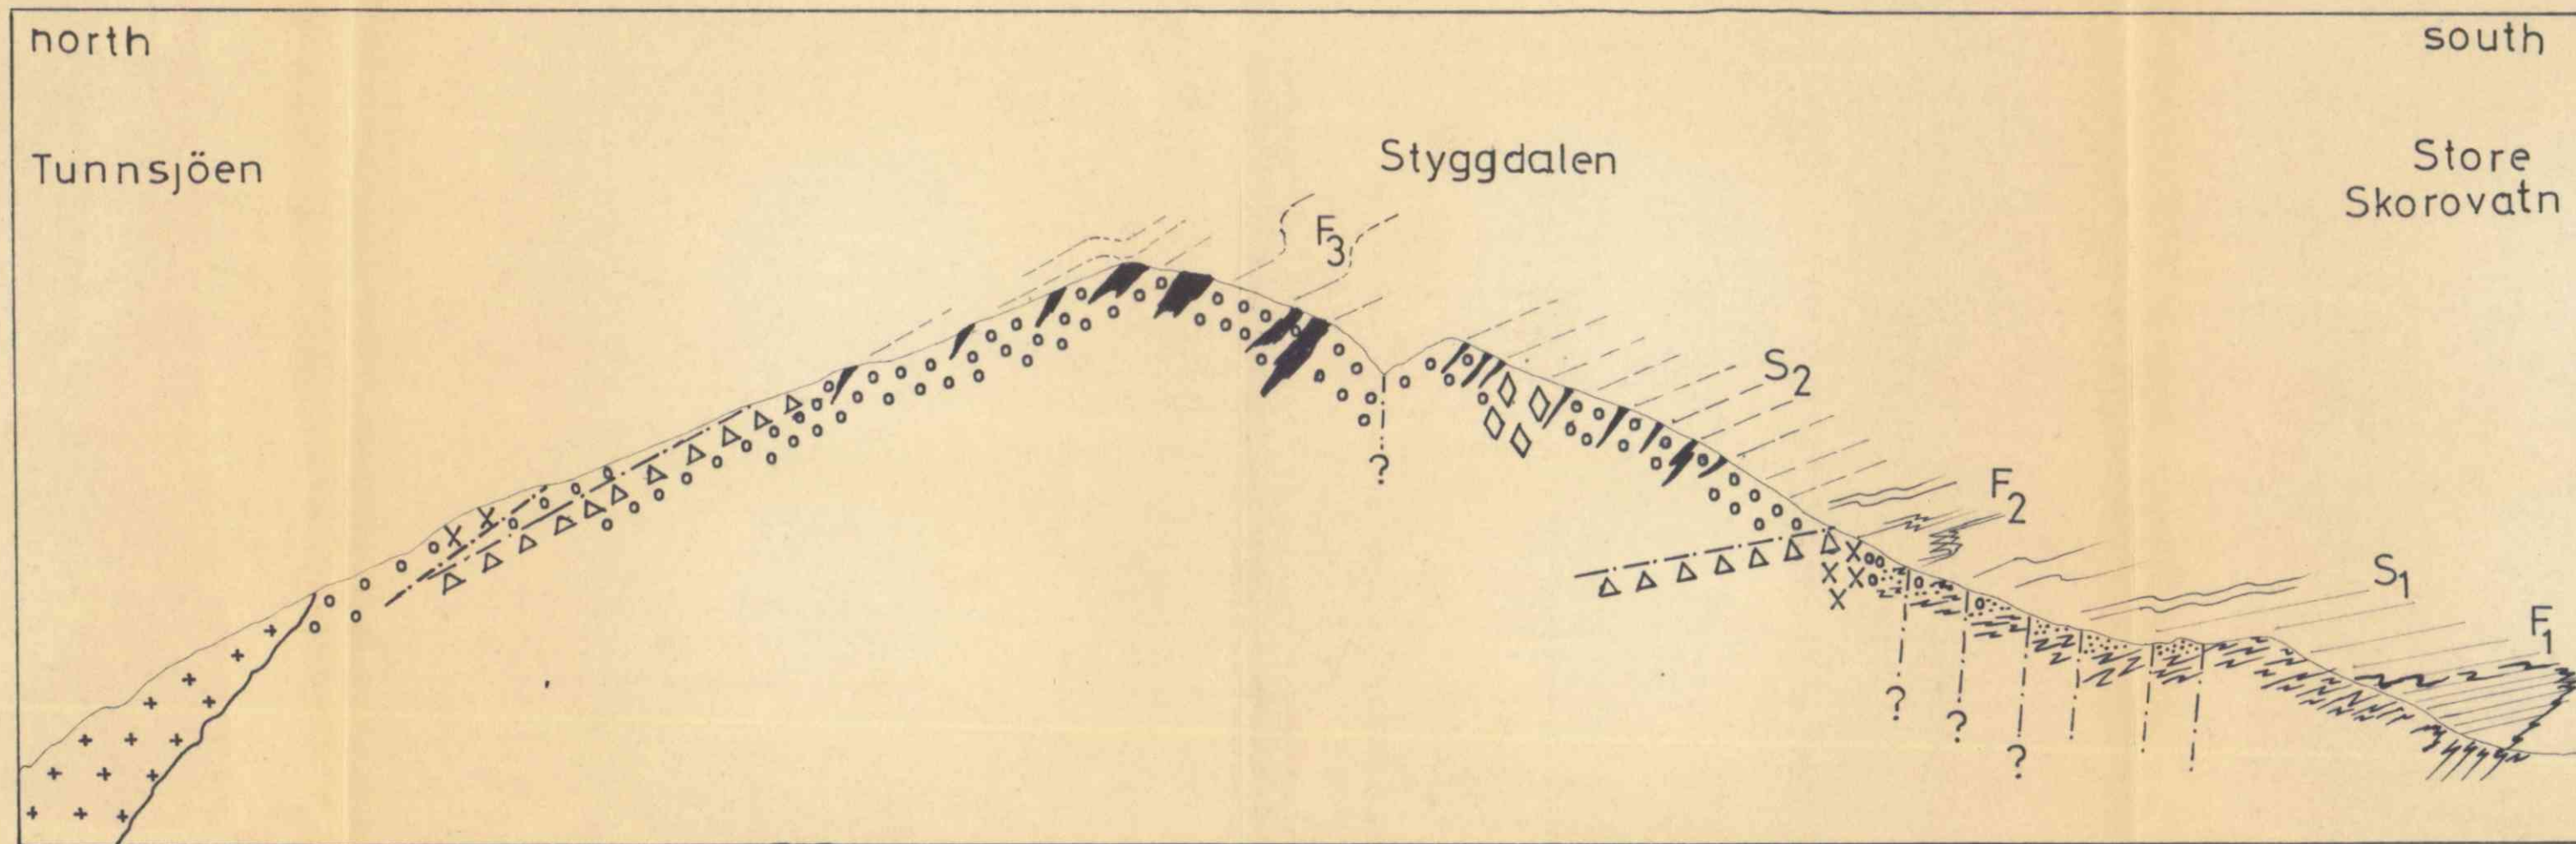 north
south
Tunnsjöen
Styggdalen
Store
Skorovatn
F3
S2
?
F2
S1
F1
?
?
?